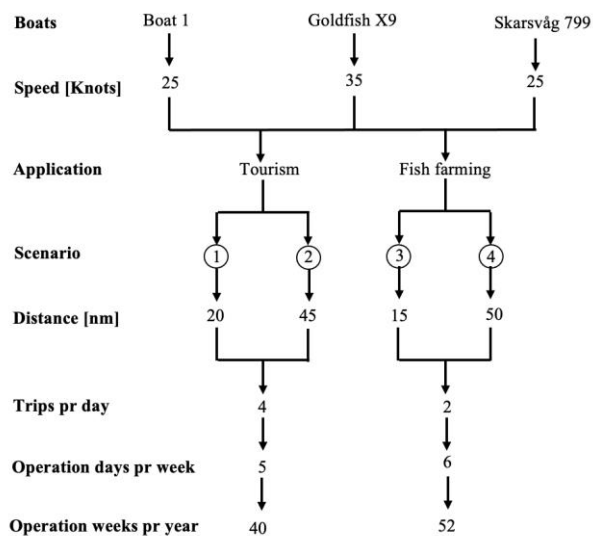 Boats Boat 1 Goldfish X9 Skarsvåg 799
Speed [Knots] 25 35 25
Application Tourism Fish farming
Scenario 1 2 3 4
Distance [nm] 20 45 15 50
Trips pr day 4 2
Operation days pr week 5 6
Operation weeks pr year 40 52